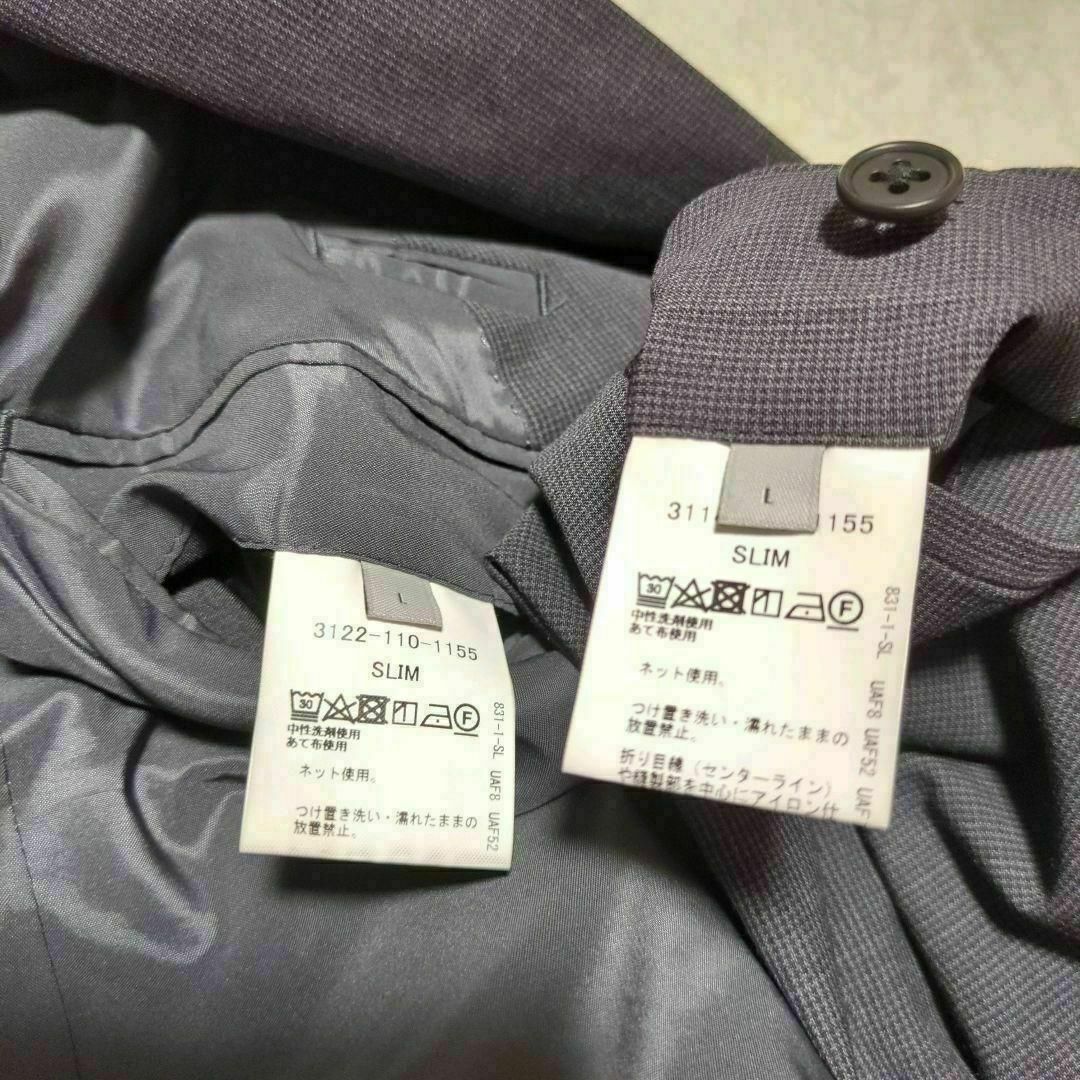 L
3122-110-1155
SLIM
30
F
中性洗剤使用
あて布使用
ネット使用。
つけ置き洗い・濡れたままの
放置禁止。
831-1-SL UAF8 UAF52
L
311 1155
SLIM
30
F
中性洗剤使用
あて布使用
ネット使用。
つけ置き洗い・濡れたままの
放置禁止。
折り目線（センターライン）
や縫製部を中心にアイロン仕
831-1-SL UAF8 UAF52 UAF